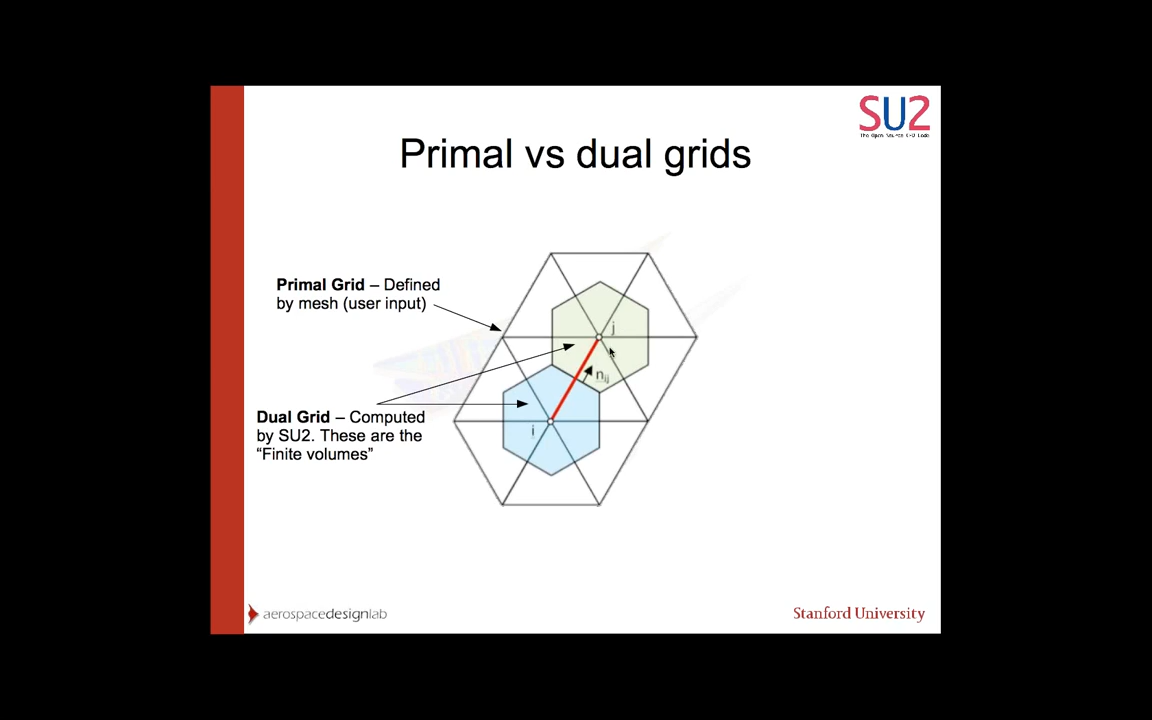 SU2
The Open Source CFD Code
Primal vs dual grids
Primal Grid – Defined
by mesh (user input)
j
n_ij
Dual Grid – Computed
by SU2. These are the
“Finite volumes”
i
aerospacedesignlab
Stanford University